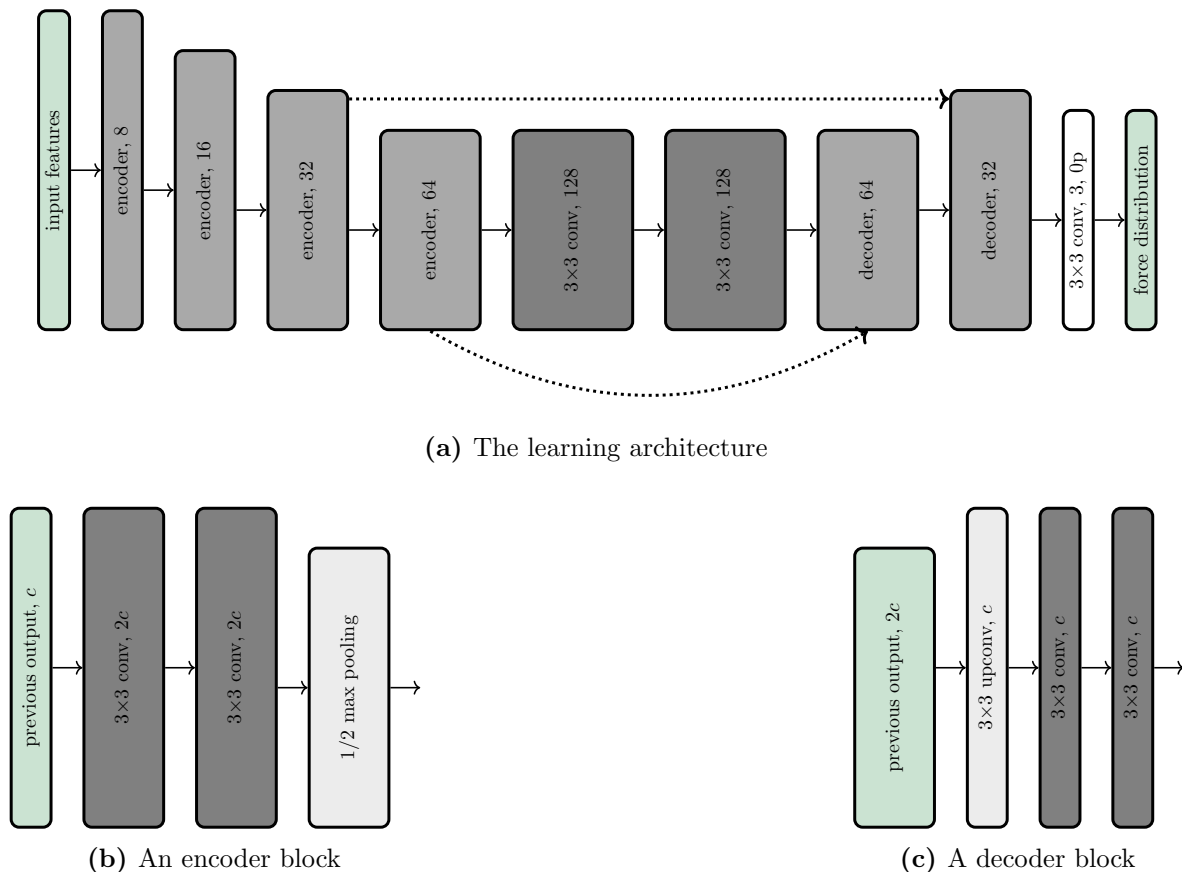 input features
encoder, 8
encoder, 16
encoder, 32
encoder, 64
3×3 conv, 128
3×3 conv, 128
decoder, 64
decoder, 32
3×3 conv, 3, 0p
force distribution
(a) The learning architecture
previous output, c
3×3 conv, 2c
3×3 conv, 2c
1/2 max pooling
(b) An encoder block
previous output, 2c
3×3 upconv, c
3×3 conv, c
3×3 conv, c
(c) A decoder block